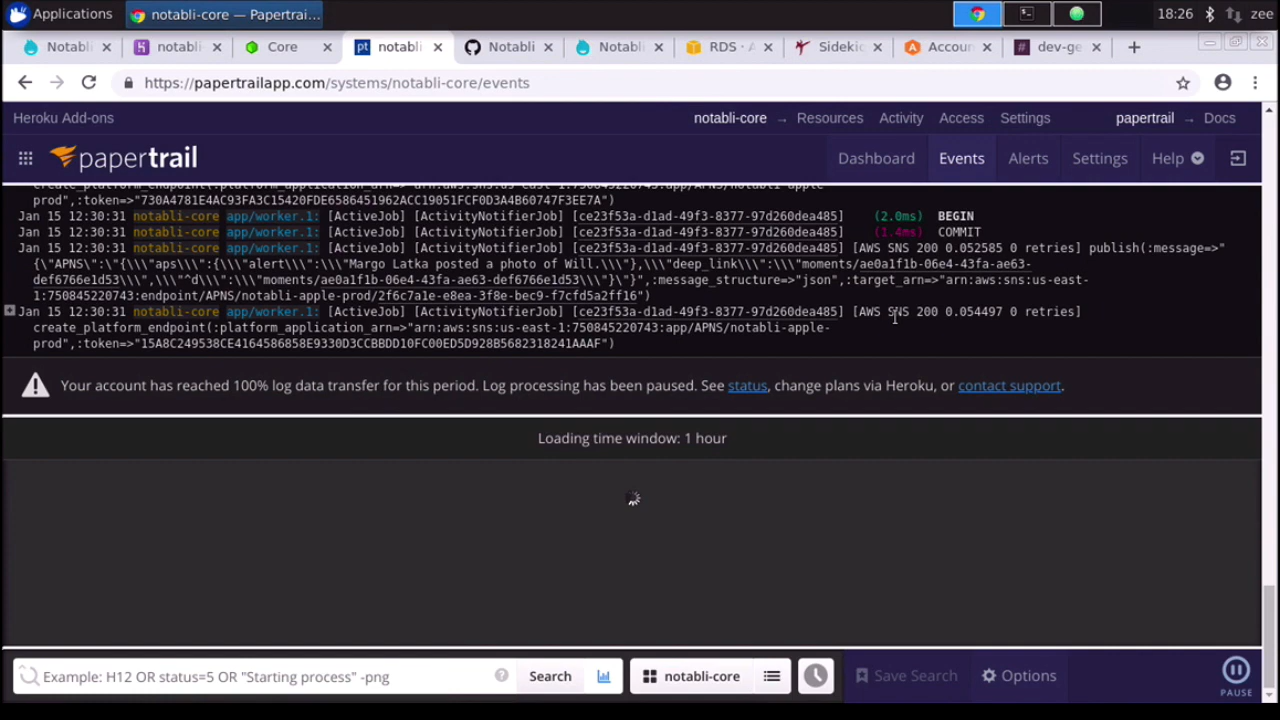 Applications
notabli-core — Papertrai...
18:26
zee
Notabl
notabl
Core
pt
notabl
Notabli
Notabl
RDS · A
Sidekio
Accoun
dev-ge
https://papertrailapp.com/systems/notabli-core/events
Heroku Add-ons
notabli-core → Resources Activity Access Settings papertrail → Docs
papertrail
Dashboard Events Alerts Settings Help
prod",:token=>"730A4781E4AC93FA3C15420FDE6586451962ACC19051FCF0D3A4B60747F3EE7A")
Jan 15 12:30:31 notabli-core app/worker.1: [ActiveJob] [ActivityNotifierJob] [ce23f53a-d1ad-49f3-8377-97d260dea485] (2.0ms) BEGIN
Jan 15 12:30:31 notabli-core app/worker.1: [ActiveJob] [ActivityNotifierJob] [ce23f53a-d1ad-49f3-8377-97d260dea485] (1.4ms) COMMIT
Jan 15 12:30:31 notabli-core app/worker.1: [ActiveJob] [ActivityNotifierJob] [ce23f53a-d1ad-49f3-8377-97d260dea485] [AWS SNS 200 0.052585 0 retries] publish(:message=>"
{\"APNS\":\"{\\\"aps\\\":{\\\"alert\\\":\\\"Margo Latka posted a photo of Will.\\\"},\\\"deep_link\\\":\\\"moments/ae0a1f1b-06e4-43fa-ae63-
def6766e1d53\\\",\\\"^d\\\":\\\"moments/ae0a1f1b-06e4-43fa-ae63-def6766e1d53\\\"}\"}",:message_structure=>"json",:target_arn=>"arn:aws:sns:us-east-
1:750845220743:endpoint/APNS/notabli-apple-prod/2f6c7a1e-e8ea-3f8e-bec9-f7cfd5a2ff16")
Jan 15 12:30:31 notabli-core app/worker.1: [ActiveJob] [ActivityNotifierJob] [ce23f53a-d1ad-49f3-8377-97d260dea485] [AWS SNS 200 0.054497 0 retries]
create_platform_endpoint(:platform_application_arn=>"arn:aws:sns:us-east-1:750845220743:app/APNS/notabli-apple-
prod",:token=>"15A8C249538CE4164586858E9330D3CCBBDD10FC00ED5D928B5682318241AAAF")
Your account has reached 100% log data transfer for this period. Log processing has been paused. See status, change plans via Heroku, or contact support.
Loading time window: 1 hour
Example: H12 OR status=5 OR "Starting process" -png
Search
notabli-core
Save Search
Options
PAUSE